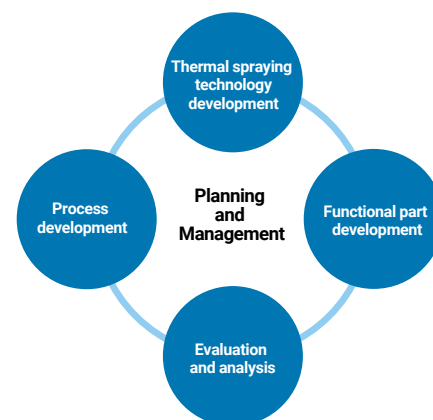 Thermal spraying
technology
development
Process
development
Planning
and
Management
Functional part
development
Evaluation
and analysis